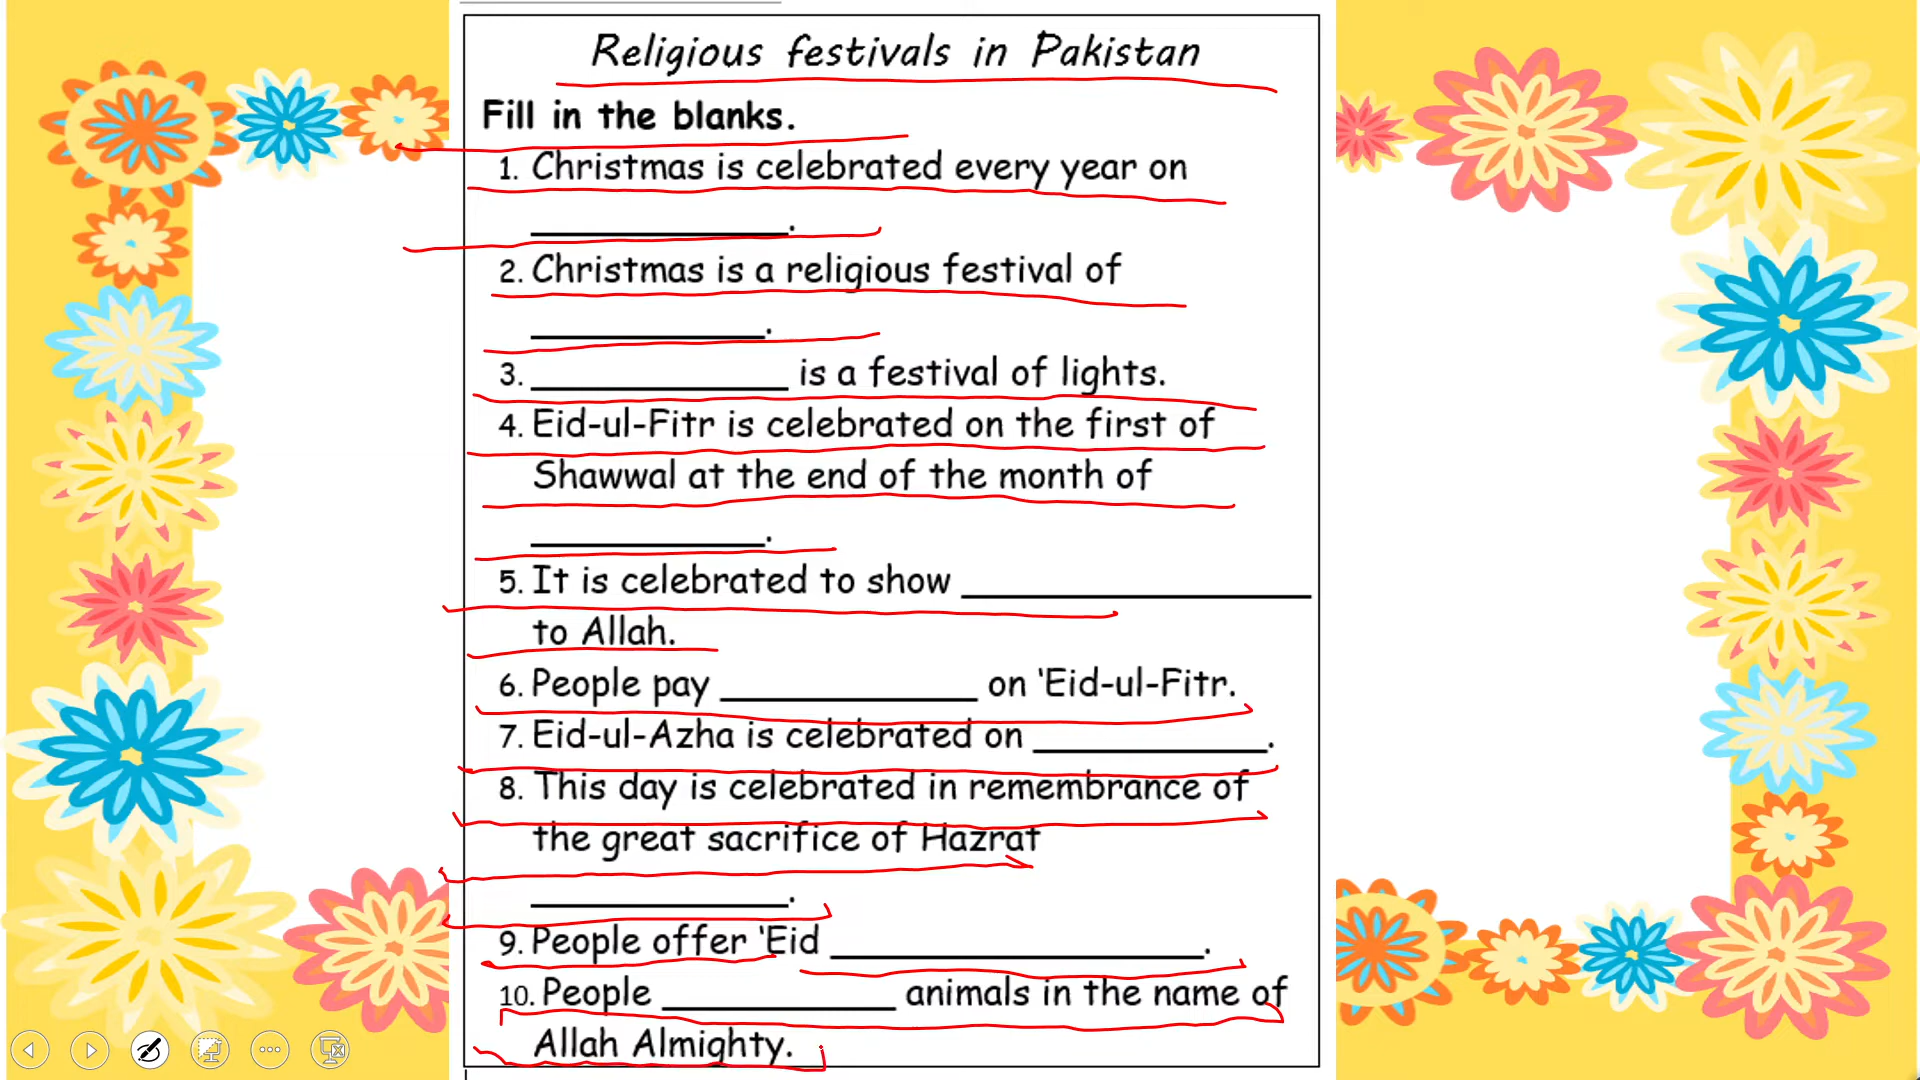 Religious festivals in Pakistan
Fill in the blanks.
1. Christmas is celebrated every year on
____________.
2. Christmas is a religious festival of
___________.
3. ____________ is a festival of lights.
4. Eid-ul-Fitr is celebrated on the first of
Shawwal at the end of the month of
___________.
5. It is celebrated to show ________________
to Allah.
6. People pay ____________ on ‘Eid-ul-Fitr.
7. Eid-ul-Azha is celebrated on ___________.
8. This day is celebrated in remembrance of
the great sacrifice of Hazrat
____________.
9. People offer ‘Eid _________________.
10. People ___________ animals in the name of
Allah Almighty.